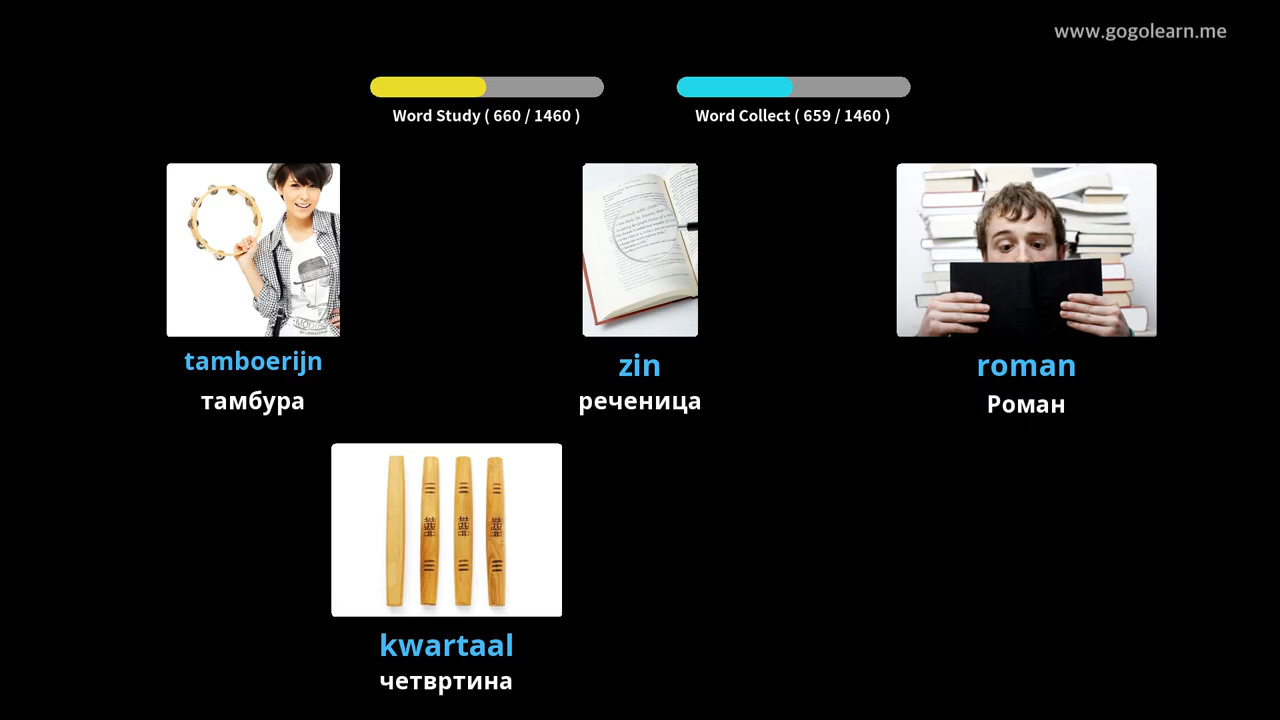 www.gogolearn.me
Word Study ( 660 / 1460 )
Word Collect ( 659 / 1460 )
tamboerijn
тамбура
zin
реченица
roman
Роман
kwartaal
четвртина